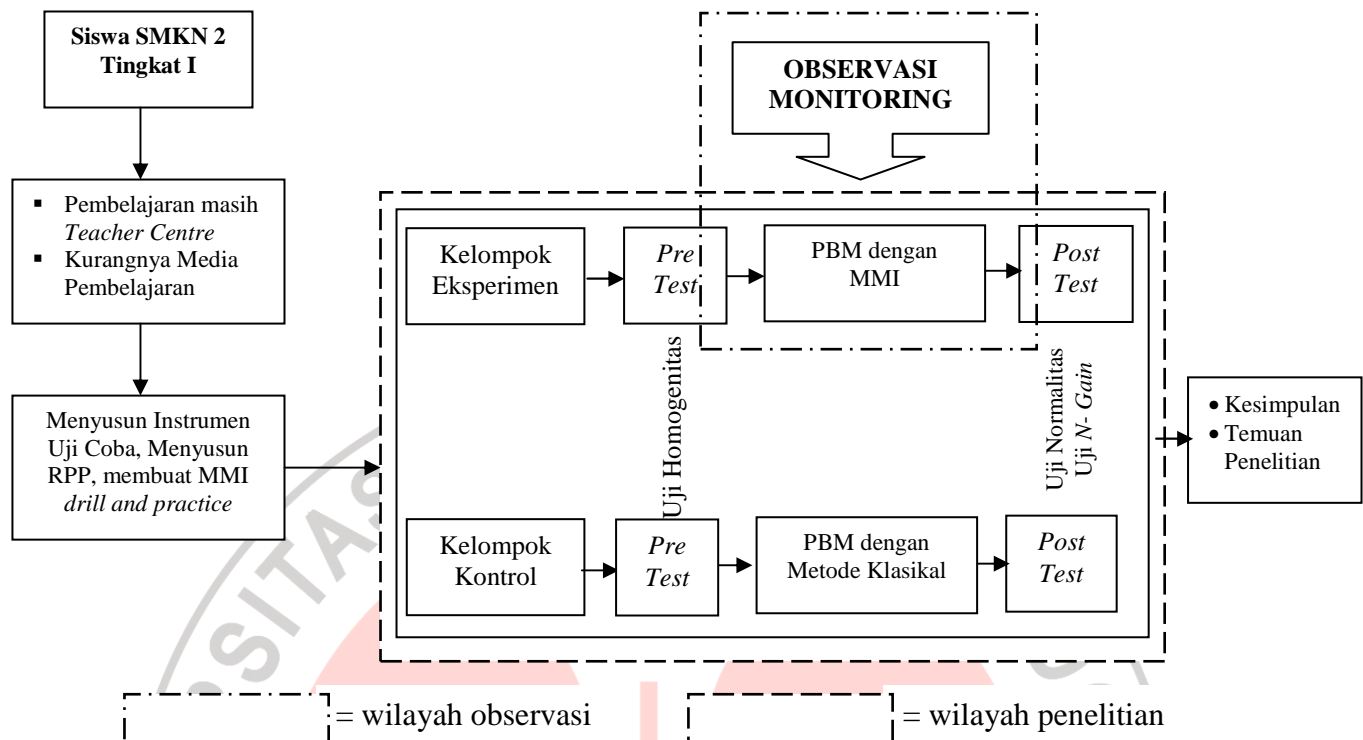 Siswa SMKN 2
Tingkat I
▪ Pembelajaran masih
Teacher Centre
▪ Kurangnya Media
Pembelajaran
Menyusun Instrumen
Uji Coba, Menyusun
RPP, membuat MMI
drill and practice
OBSERVASI
MONITORING
Kelompok
Eksperimen
Pre
Test
PBM dengan
MMI
Post
Test
Uji Homogenitas
Uji Normalitas
Uji N- Gain
Kelompok
Kontrol
Pre
Test
PBM dengan
Metode Klasikal
Post
Test
• Kesimpulan
• Temuan
Penelitian
= wilayah observasi
= wilayah penelitian